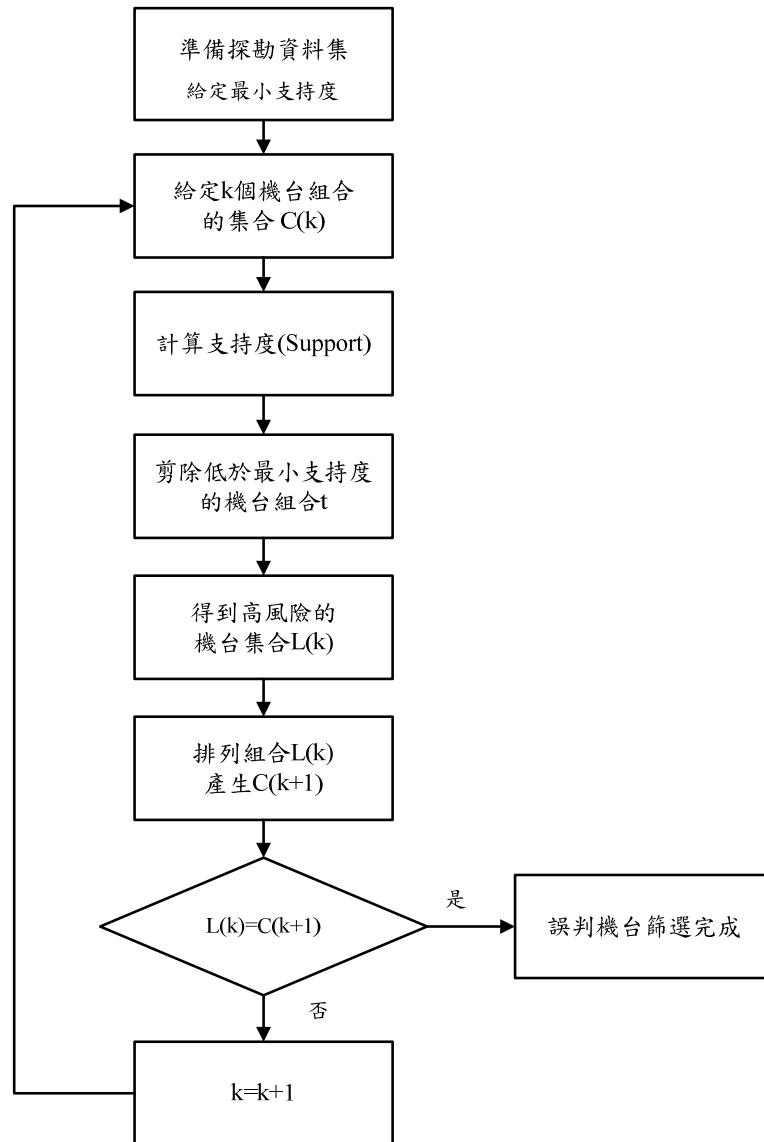 準備探勘資料集
給定最小支持度
給定k個機台組合
的集合 C(k)
計算支持度(Support)
剪除低於最小支持度
的機台組合t
得到高風險的
機台集合L(k)
排列組合L(k)
產生C(k+1)
L(k)=C(k+1)
是
誤判機台篩選完成
否
k=k+1